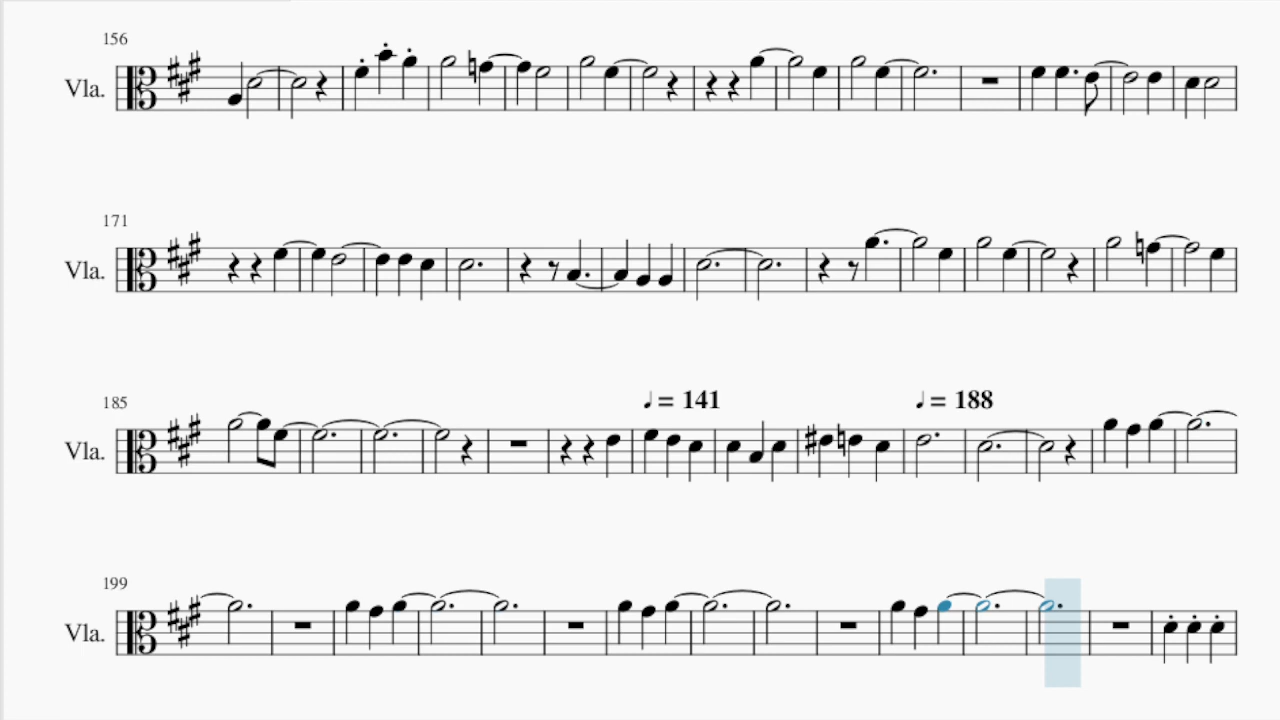 156
Vla.
171
Vla.
♩ = 141 ♩ = 188
185
Vla.
199
Vla.